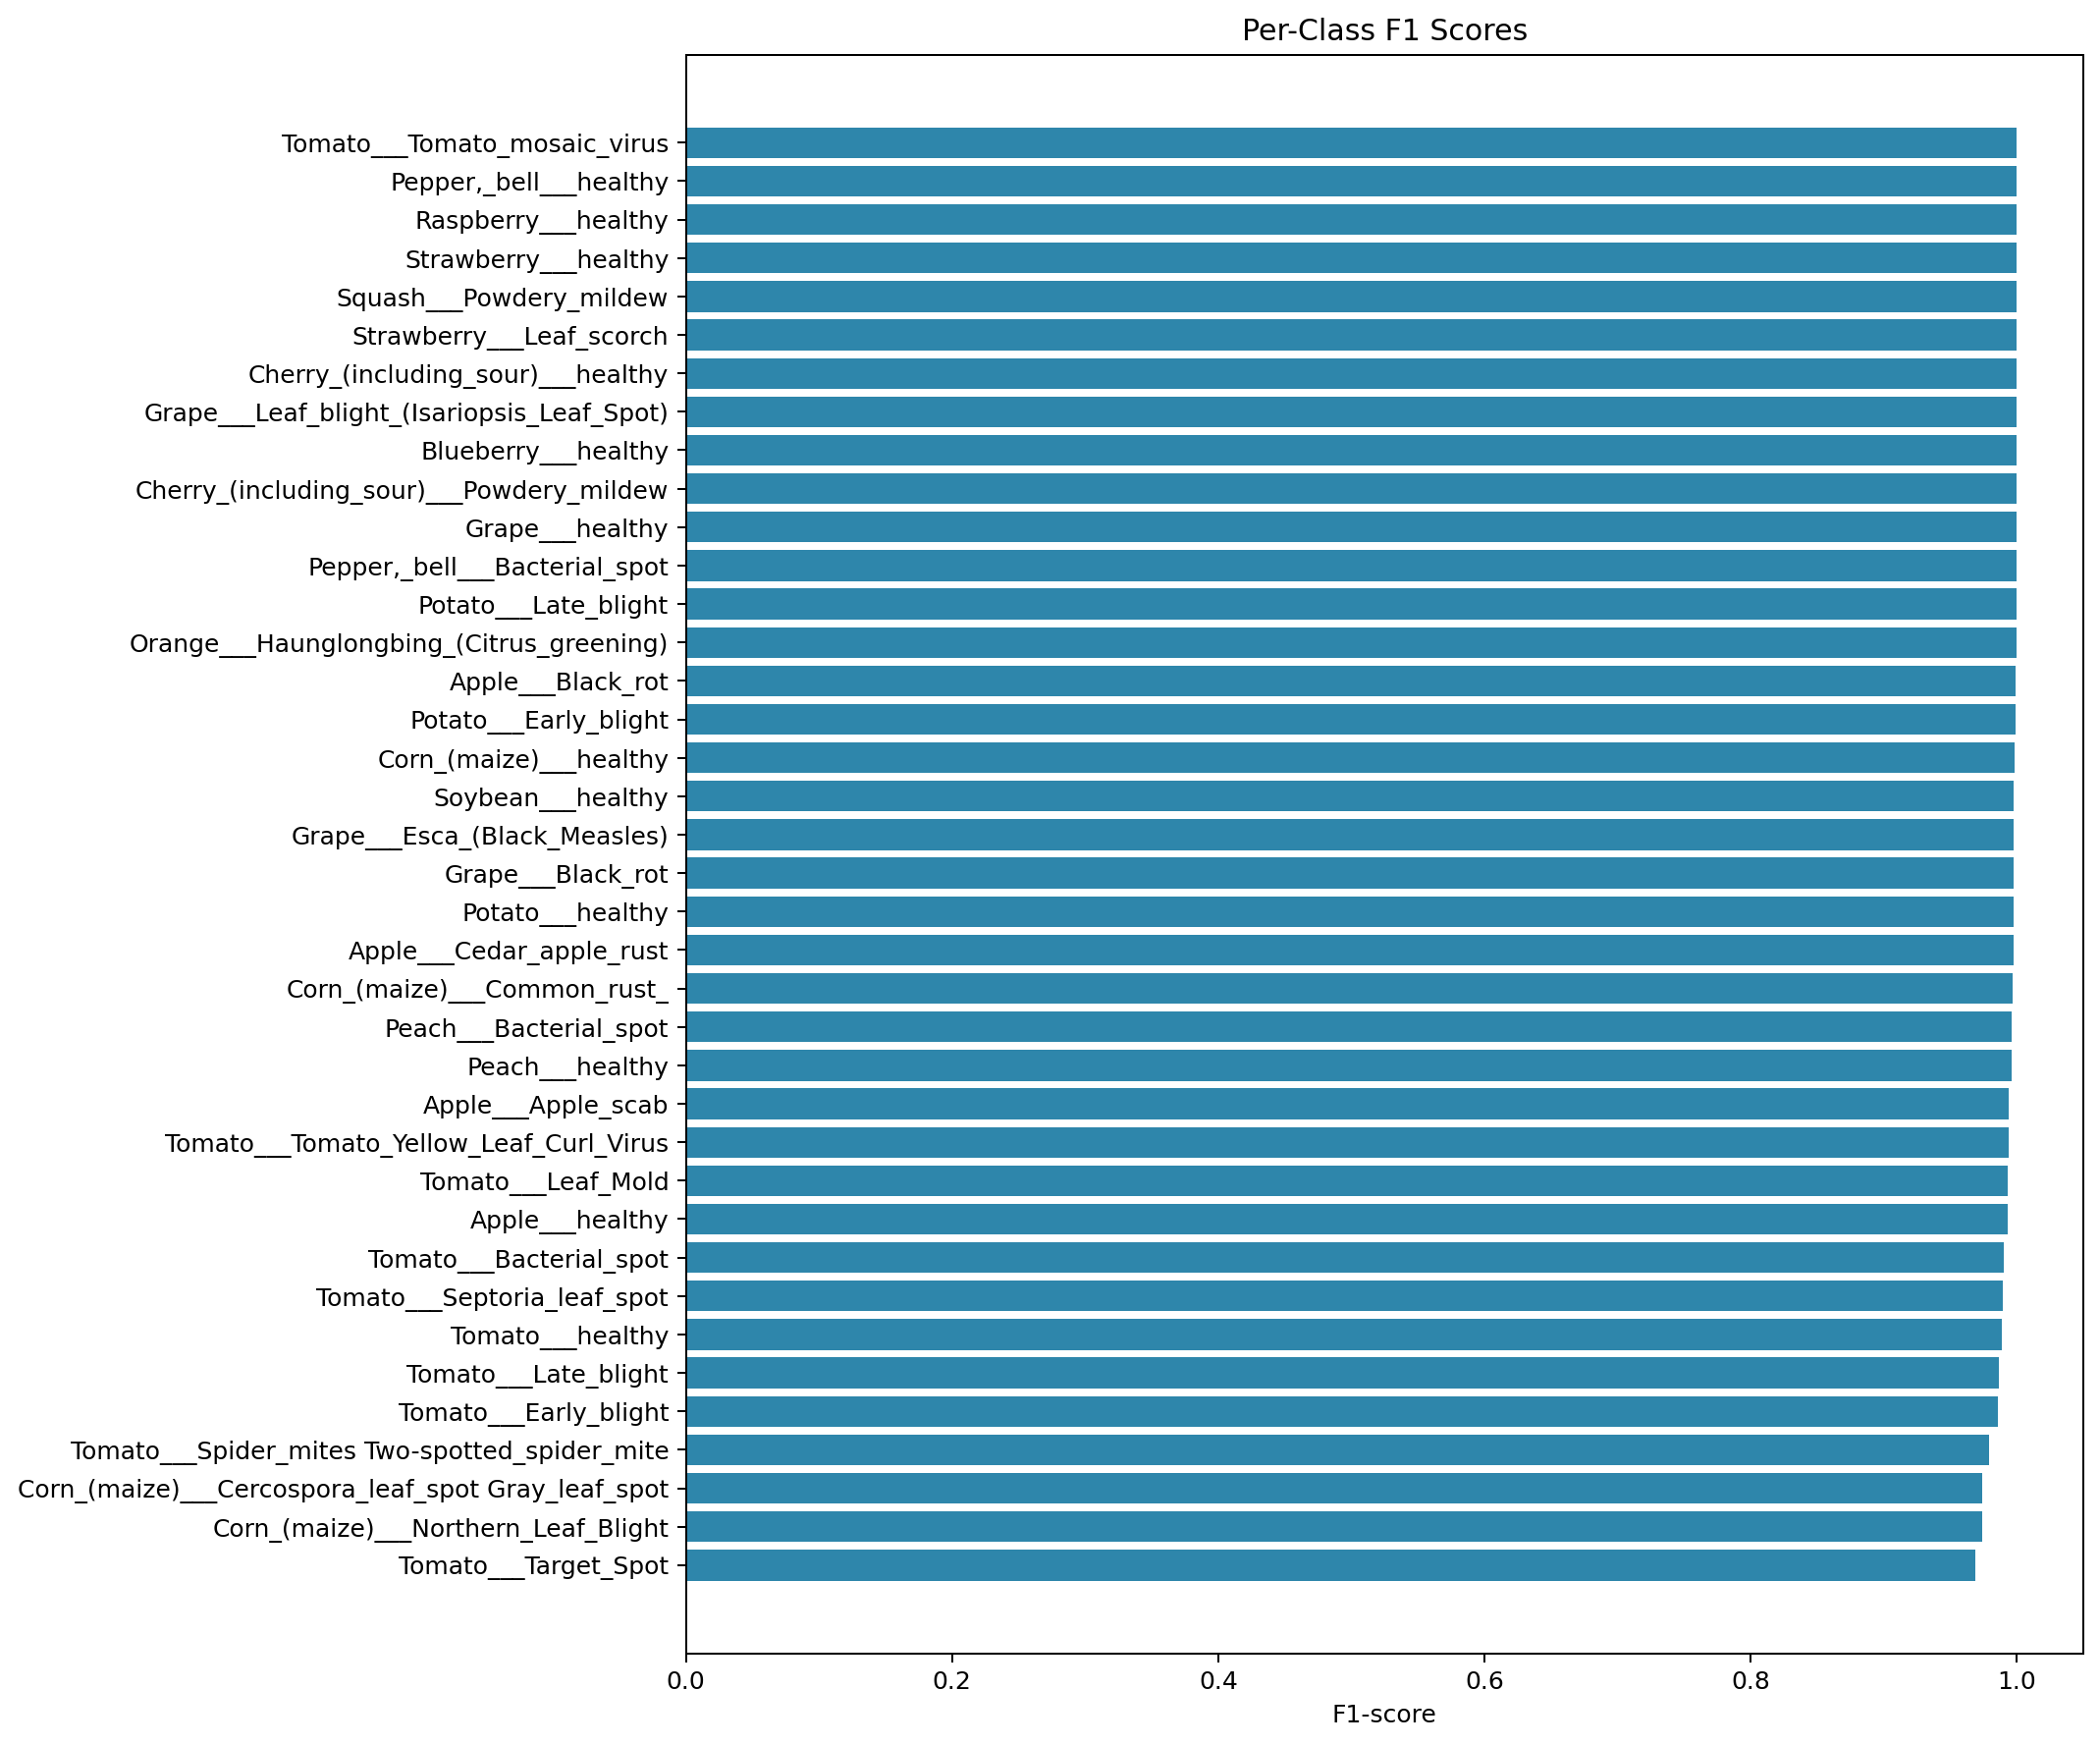 Per-Class F1 Scores
Tomato___Tomato_mosaic_virus
Pepper,_bell___healthy
Raspberry___healthy
Strawberry___healthy
Squash___Powdery_mildew
Strawberry___Leaf_scorch
Cherry_(including_sour)___healthy
Grape___Leaf_blight_(Isariopsis_Leaf_Spot)
Blueberry___healthy
Cherry_(including_sour)___Powdery_mildew
Grape___healthy
Pepper,_bell___Bacterial_spot
Potato___Late_blight
Orange___Haunglongbing_(Citrus_greening)
Apple___Black_rot
Potato___Early_blight
Corn_(maize)___healthy
Soybean___healthy
Grape___Esca_(Black_Measles)
Grape___Black_rot
Potato___healthy
Apple___Cedar_apple_rust
Corn_(maize)___Common_rust_
Peach___Bacterial_spot
Peach___healthy
Apple___Apple_scab
Tomato___Tomato_Yellow_Leaf_Curl_Virus
Tomato___Leaf_Mold
Apple___healthy
Tomato___Bacterial_spot
Tomato___Septoria_leaf_spot
Tomato___healthy
Tomato___Late_blight
Tomato___Early_blight
Tomato___Spider_mites Two-spotted_spider_mite
Corn_(maize)___Cercospora_leaf_spot Gray_leaf_spot
Corn_(maize)___Northern_Leaf_Blight
Tomato___Target_Spot
0.0 0.2 0.4 0.6 0.8 1.0
F1-score